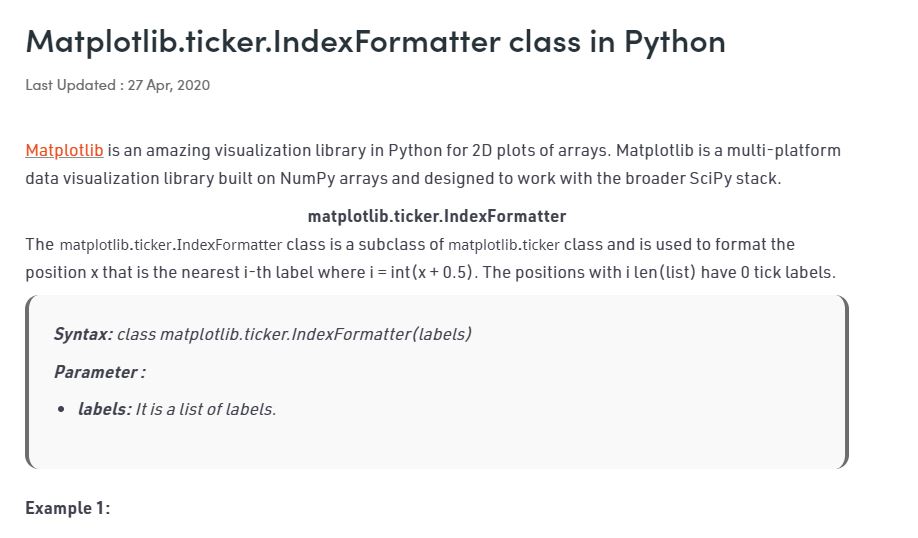 Matplotlib.ticker.IndexFormatter class in Python
Last Updated : 27 Apr, 2020
Matplotlib is an amazing visualization library in Python for 2D plots of arrays. Matplotlib is a multi-platform
data visualization library built on NumPy arrays and designed to work with the broader SciPy stack.
matplotlib.ticker.IndexFormatter
The matplotlib.ticker.IndexFormatter class is a subclass of matplotlib.ticker class and is used to format the
position x that is the nearest i-th label where i = int(x + 0.5). The positions with i len(list) have 0 tick labels.
Syntax: class matplotlib.ticker.IndexFormatter(labels)
Parameter :
• labels: It is a list of labels.
Example 1: